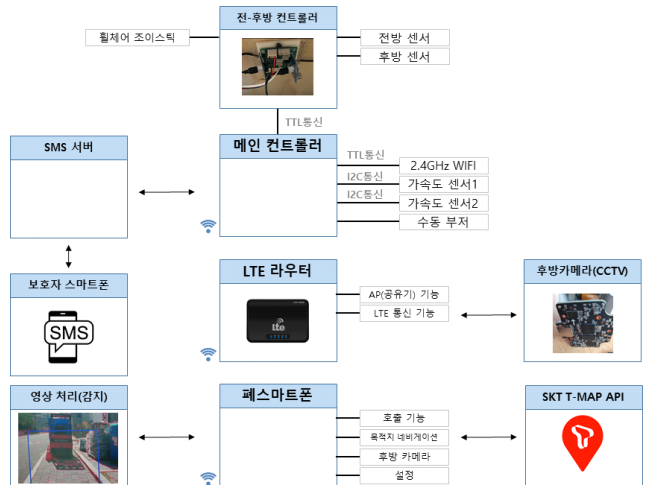 전-후방 컨트롤러
휠체어 조이스틱
전방 센서
후방 센서
TTL통신
SMS 서버
메인 컨트롤러
TTL통신
2.4GHz WIFI
I2C통신
가속도 센서1
I2C통신
가속도 센서2
수동 부저
보호자 스마트폰
SMS
LTE 라우터
lte
AP(공유기) 기능
LTE 통신 기능
후방카메라(CCTV)
영상 처리(감지)
폐스마트폰
호출 기능
목적지 네비게이션
후방 카메라
설정
SKT T-MAP API